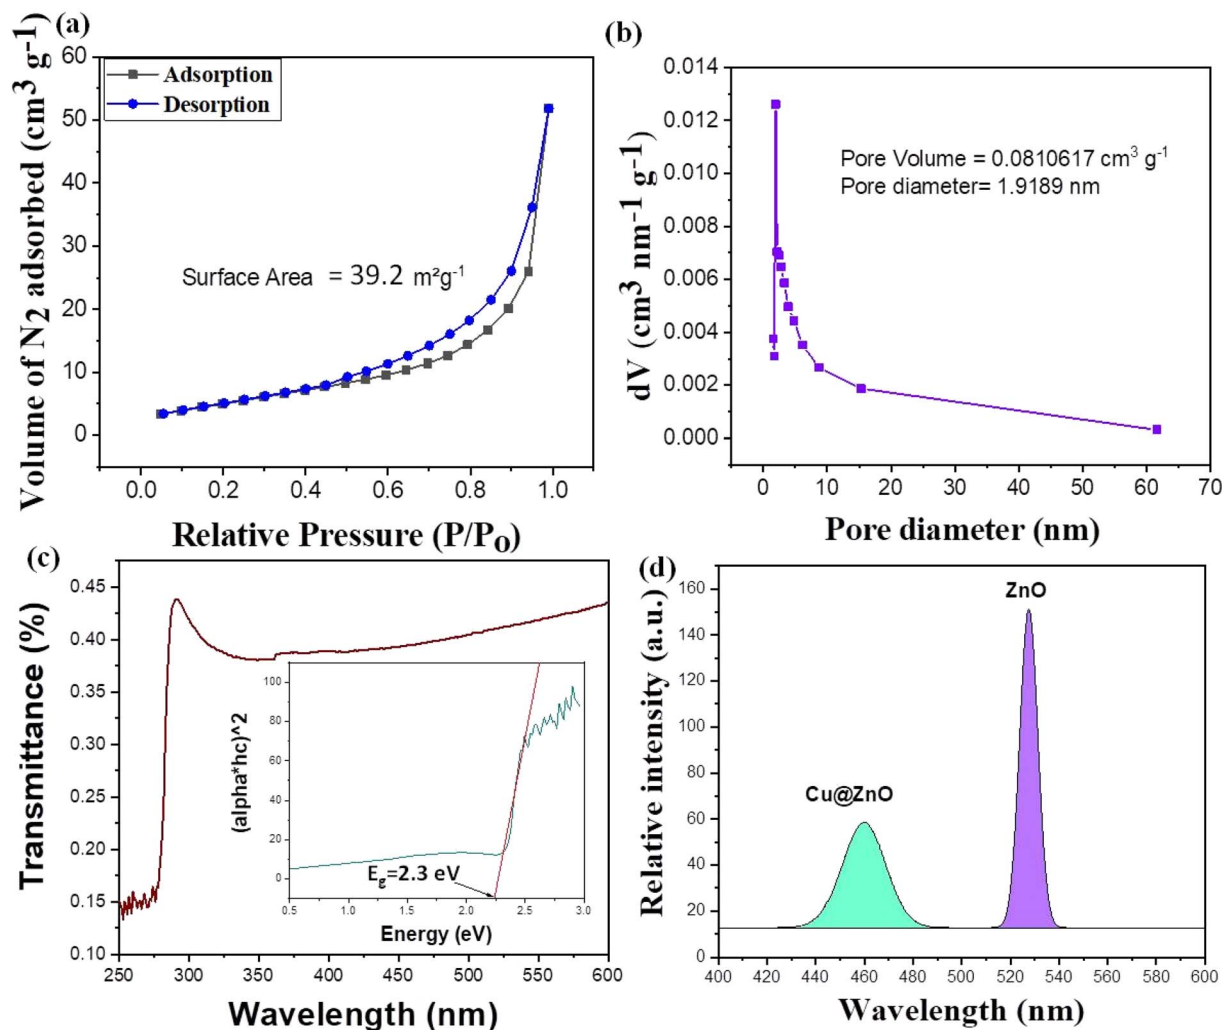 (a)
Volume of N2 adsorbed (cm³ g⁻¹)
60
50
40
30
20
10
0
Adsorption
Desorption
Surface Area = 39.2 m²g⁻¹
0.0 0.2 0.4 0.6 0.8 1.0
Relative Pressure (P/Po)
(b)
dV (cm³ nm⁻¹ g⁻¹)
0.014
0.012
0.010
0.008
0.006
0.004
0.002
0.000
Pore Volume = 0.0810617 cm³ g⁻¹
Pore diameter= 1.9189 nm
0 10 20 30 40 50 60 70
Pore diameter (nm)
(c)
Transmittance (%)
0.45
0.40
0.35
0.30
0.25
0.20
0.15
0.10
(alpha*hc)^2
100
80
60
40
20
0
Eg=2.3 eV
0.5 1.0 1.5 2.0 2.5 3.0
Energy (eV)
250 300 350 400 450 500 550 600
Wavelength (nm)
(d)
Relative intensity (a.u.)
160
140
120
100
80
60
40
20
0
ZnO
Cu@ZnO
400 420 440 460 480 500 520 540 560 580 600
Wavelength (nm)